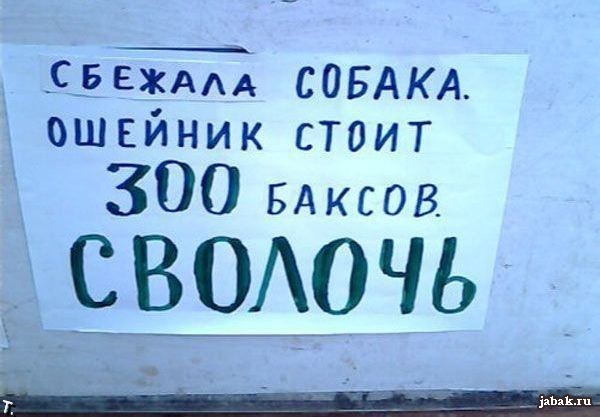 СБЕЖАЛА СОБАКА.
ОШЕЙНИК СТОИТ
300 БАКСОВ.
СВОЛОЧЬ
Т.
jabak.ru